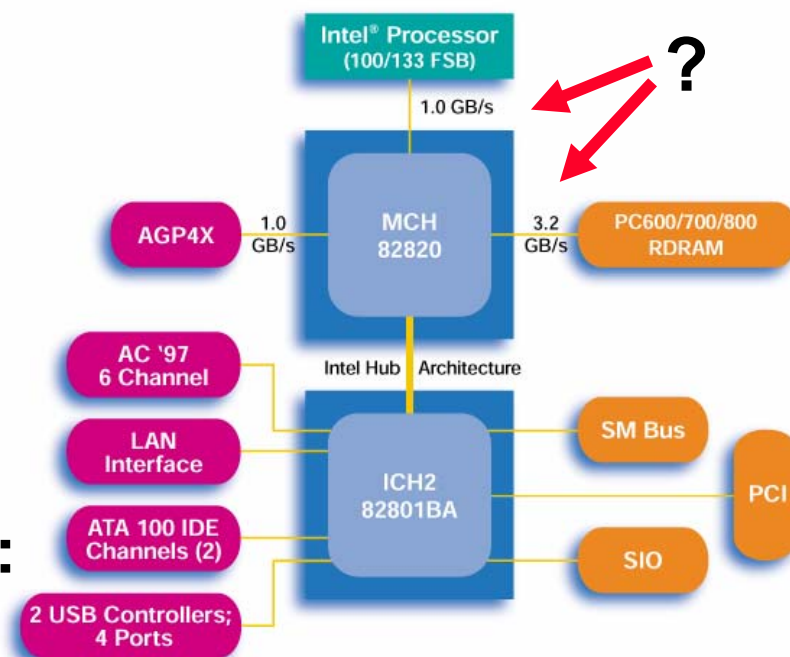 Intel® Processor
(100/133 FSB)
?
1.0 GB/s
AGP4X
1.0
GB/s
MCH
82820
3.2
GB/s
PC600/700/800
RDRAM
Intel Hub Architecture
AC '97
6 Channel
LAN
Interface
ATA 100 IDE
Channels (2)
:
2 USB Controllers;
4 Ports
ICH2
82801BA
SM Bus
PCI
SIO